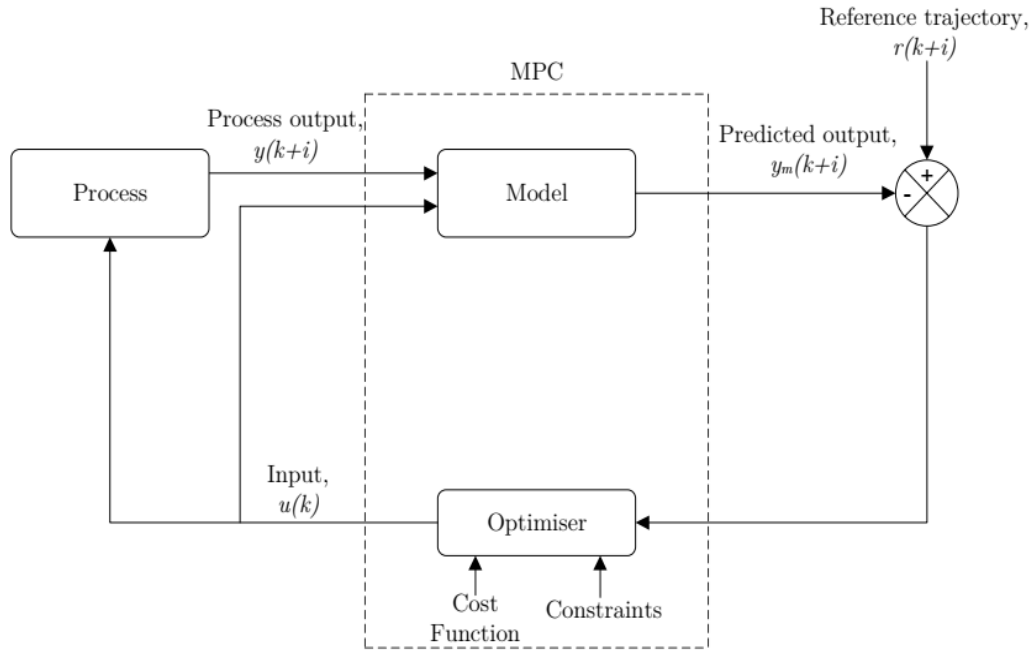 Reference trajectory,
r(k+i)
MPC
Process output,
y(k+i)
Predicted output,
yₘ(k+i)
Process
Model
+
-
Input,
u(k)
Optimiser
Cost
Function
Constraints